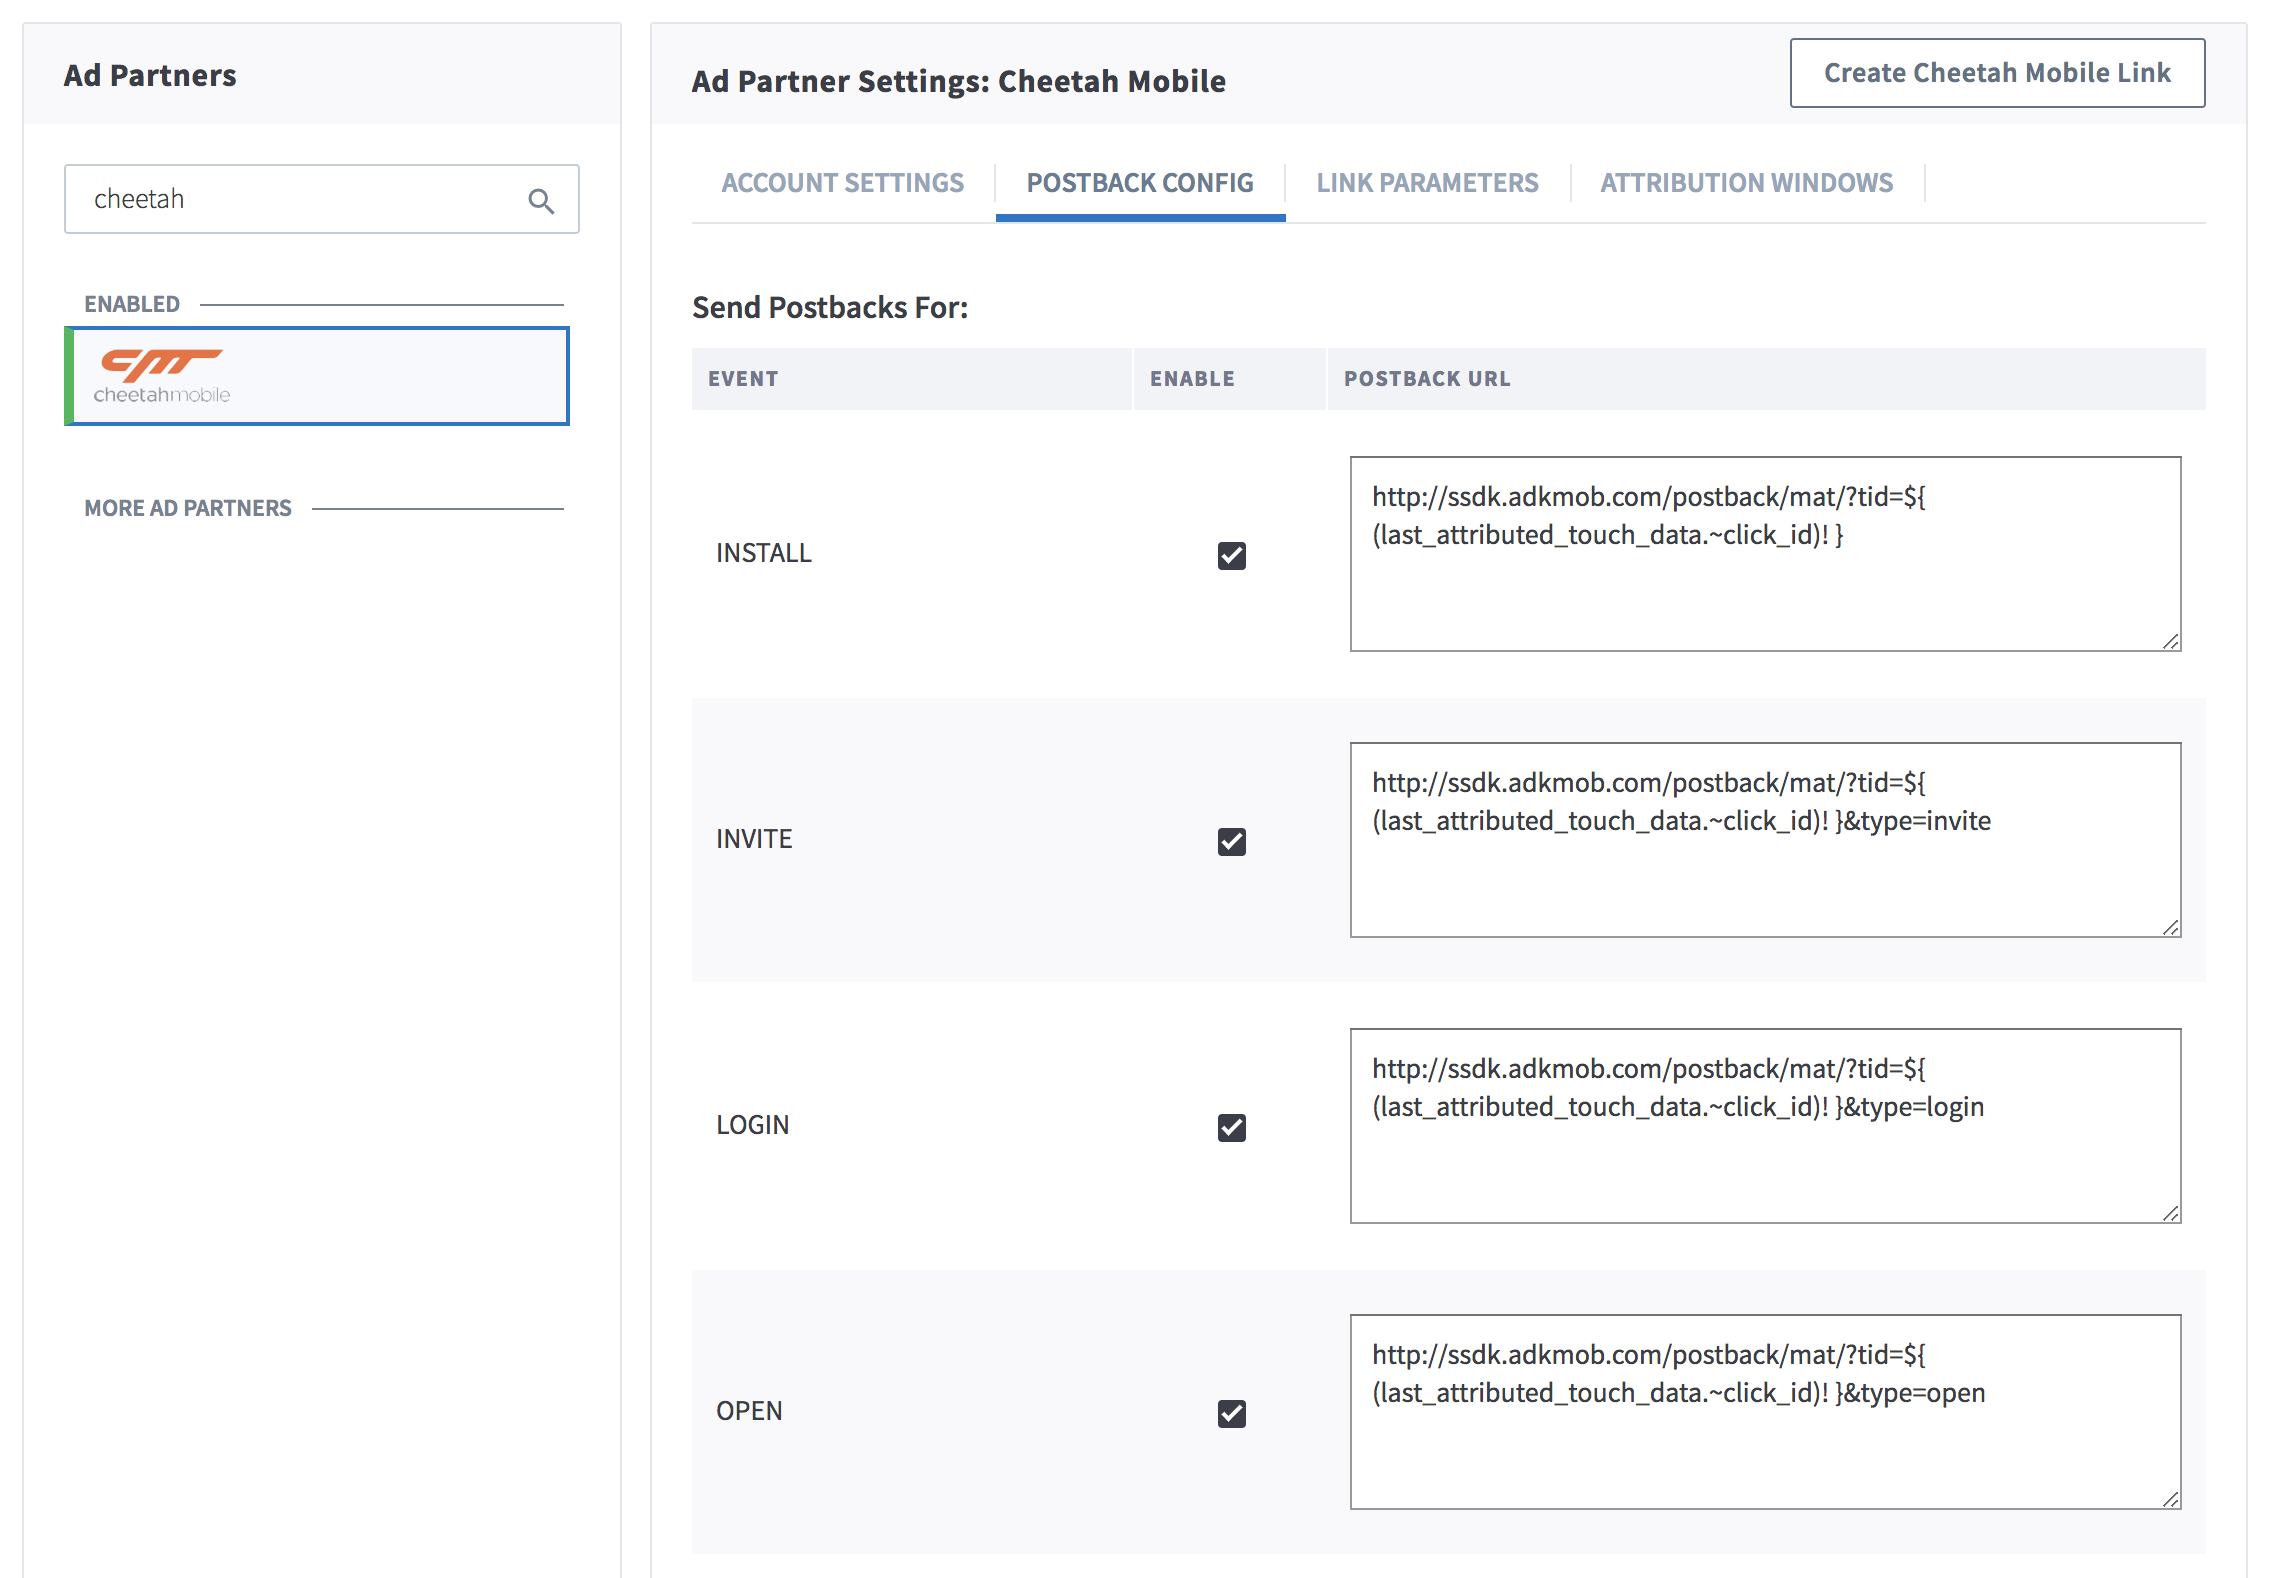 Ad Partners
cheetah
ENABLED
cheetahmobile
MORE AD PARTNERS
Ad Partner Settings: Cheetah Mobile
Create Cheetah Mobile Link
ACCOUNT SETTINGS
POSTBACK CONFIG
LINK PARAMETERS
ATTRIBUTION WINDOWS
Send Postbacks For:
EVENT
ENABLE
POSTBACK URL
INSTALL
http://ssdk.adkmob.com/postback/mat/?tid=${
(last_attributed_touch_data.~click_id)! }
INVITE
http://ssdk.adkmob.com/postback/mat/?tid=${
(last_attributed_touch_data.~click_id)! }&type=invite
LOGIN
http://ssdk.adkmob.com/postback/mat/?tid=${
(last_attributed_touch_data.~click_id)! }&type=login
OPEN
http://ssdk.adkmob.com/postback/mat/?tid=${
(last_attributed_touch_data.~click_id)! }&type=open